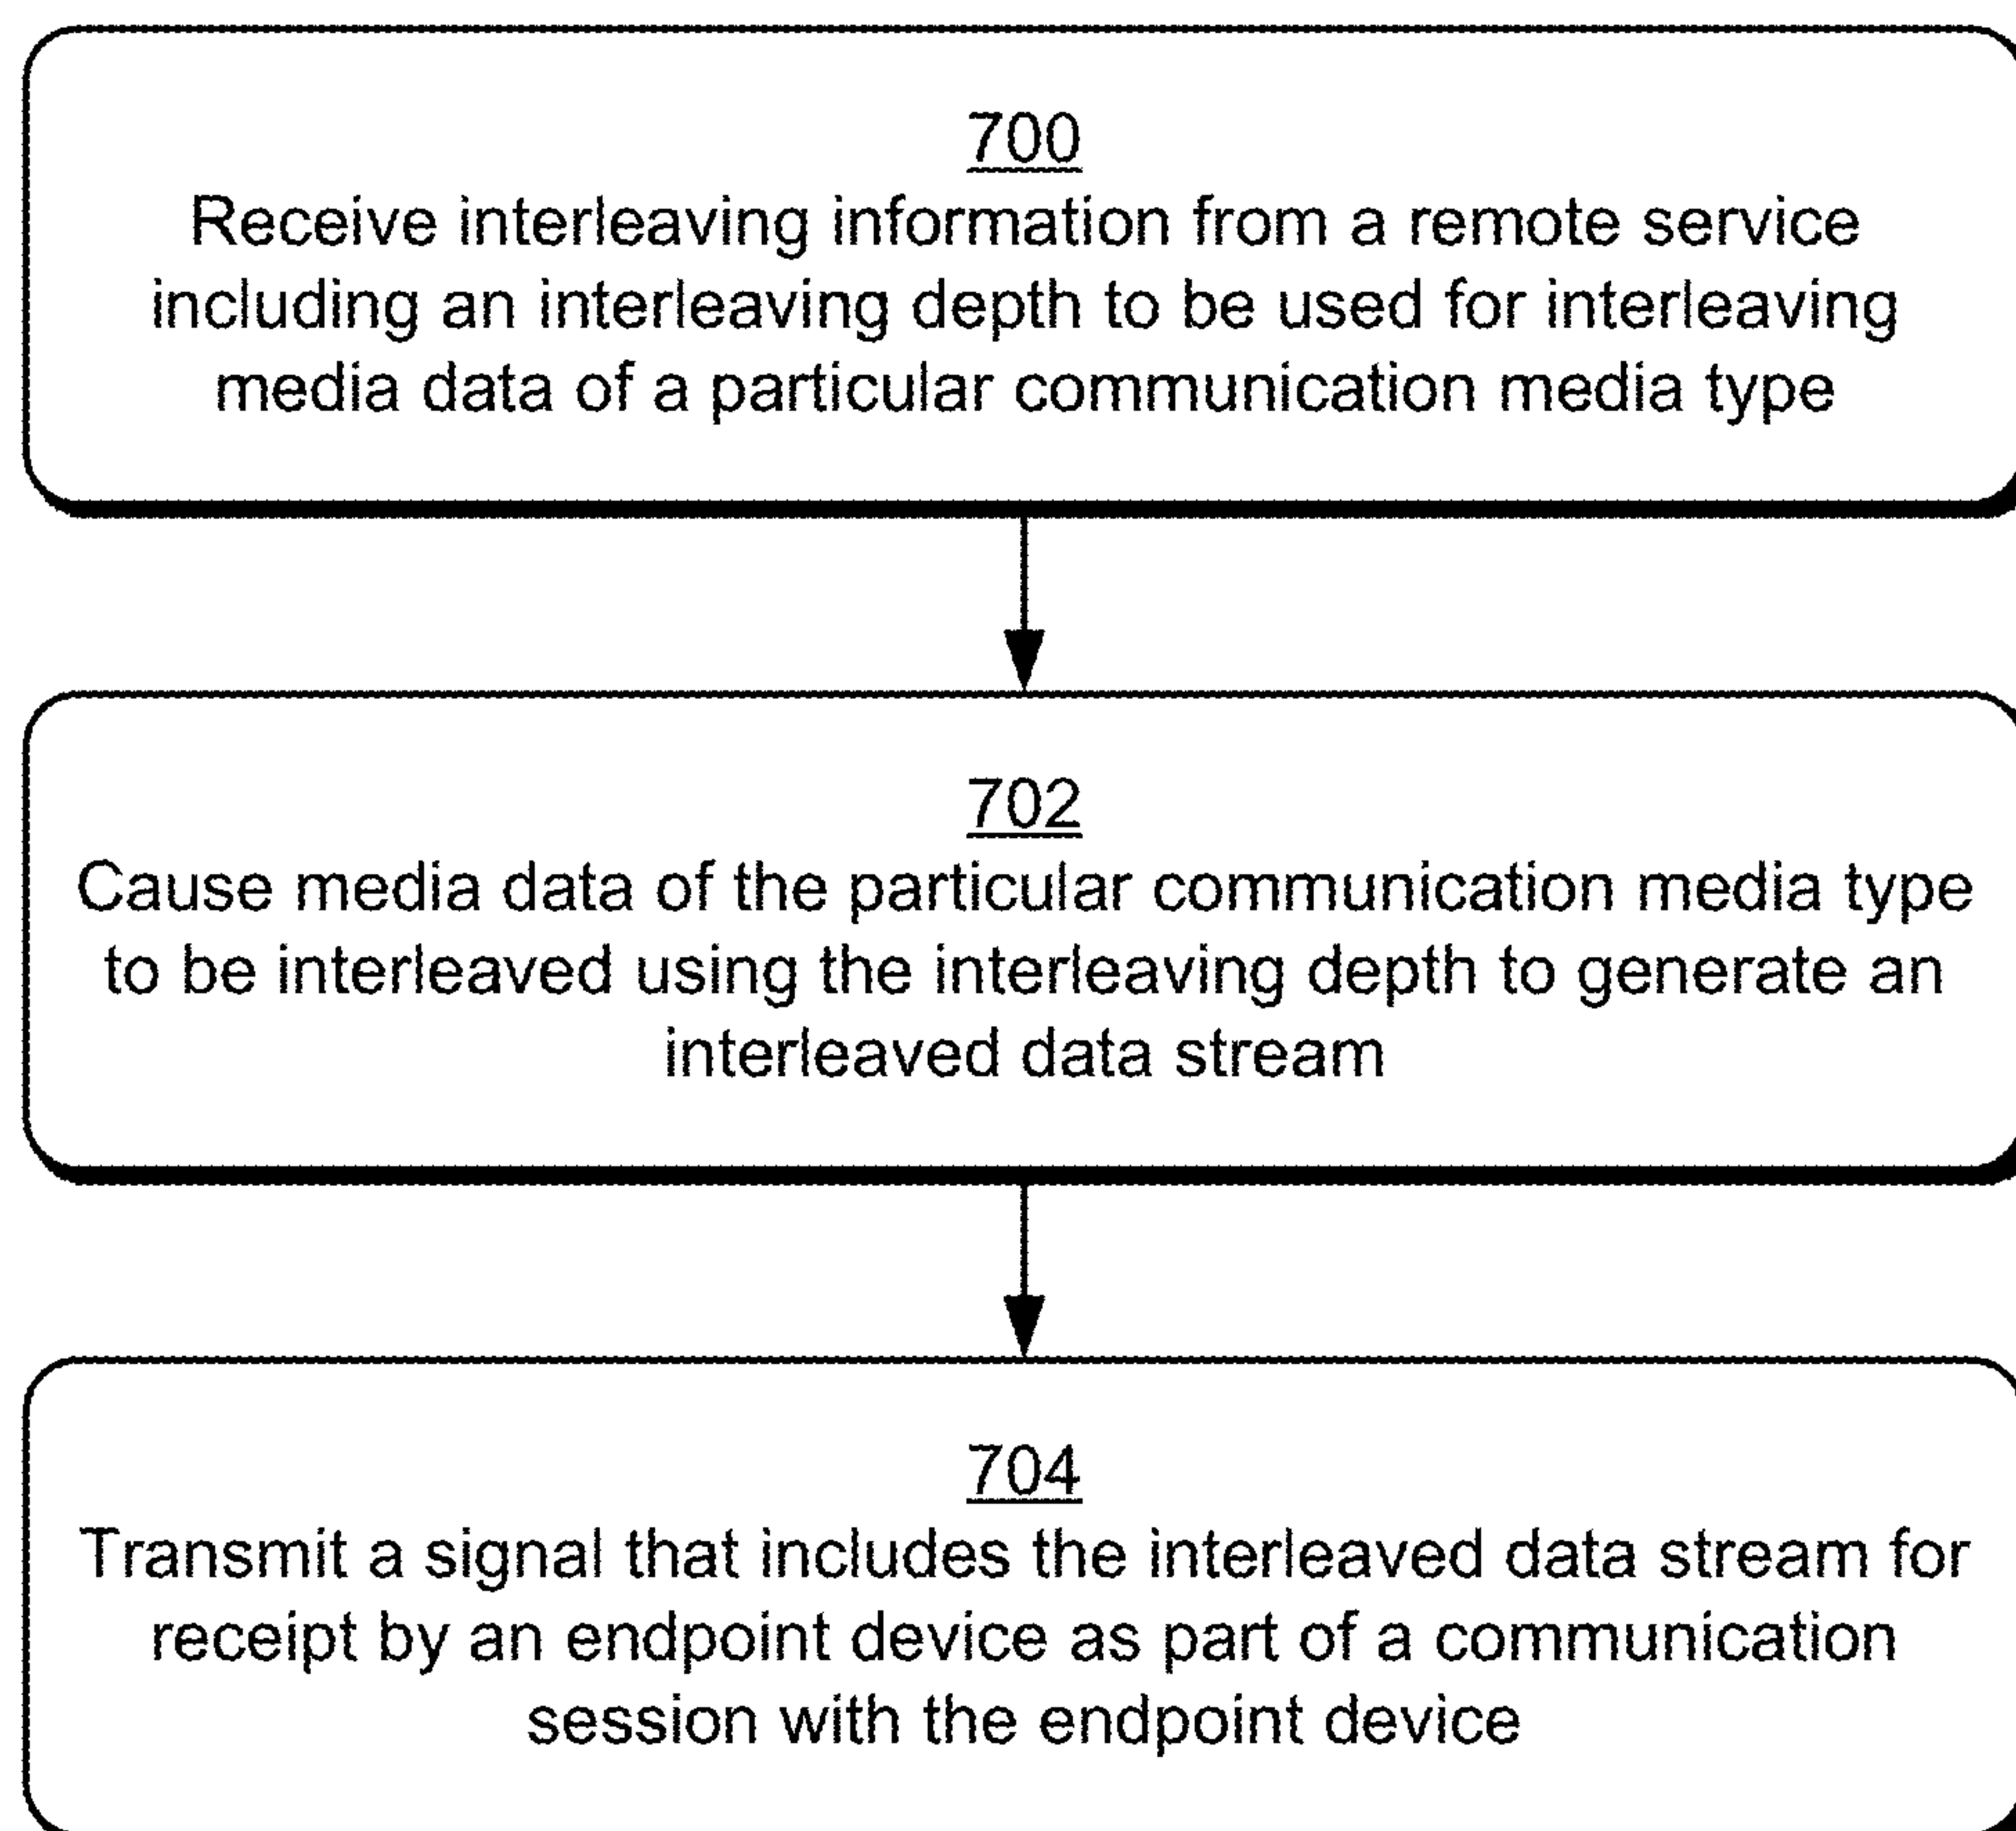 700
Receive interleaving information from a remote service
including an interleaving depth to be used for interleaving
media data of a particular communication media type
702
Cause media data of the particular communication media type
to be interleaved using the interleaving depth to generate an
interleaved data stream
704
Transmit a signal that includes the interleaved data stream for
receipt by an endpoint device as part of a communication
session with the endpoint device